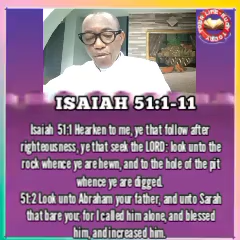 ISAIAH 51:1-11
Isaiah 51:1 Hearken to me, ye that follow after
righteousness, ye that seek the LORD: look unto the
rock whence ye are hewn, and to the hole of the pit
whence ye are digged.
51:2 Look unto Abraham your father, and unto Sarah
that bare you: for I called him alone, and blessed
him, and increased him.